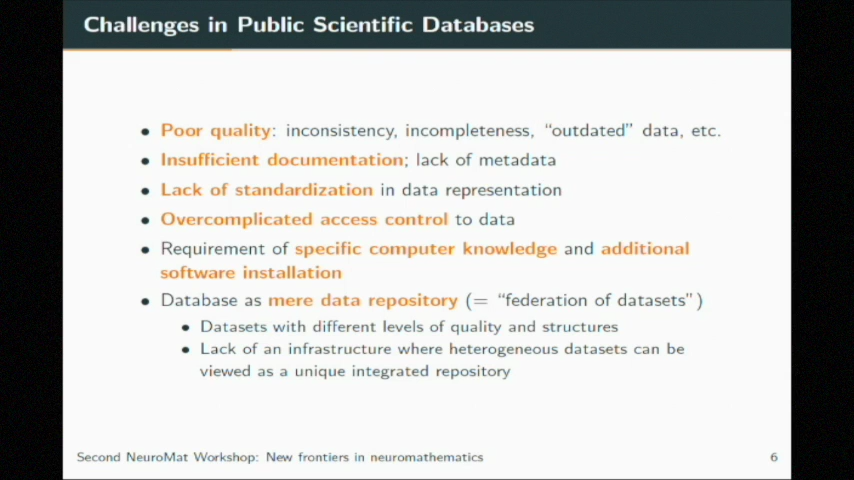 Challenges in Public Scientific Databases
• Poor quality: inconsistency, incompleteness, “outdated” data, etc.
• Insufficient documentation; lack of metadata
• Lack of standardization in data representation
• Overcomplicated access control to data
• Requirement of specific computer knowledge and additional
software installation
• Database as mere data repository (= “federation of datasets”)
• Datasets with different levels of quality and structures
• Lack of an infrastructure where heterogeneous datasets can be
viewed as a unique integrated repository
Second NeuroMat Workshop: New frontiers in neuromathematics
6